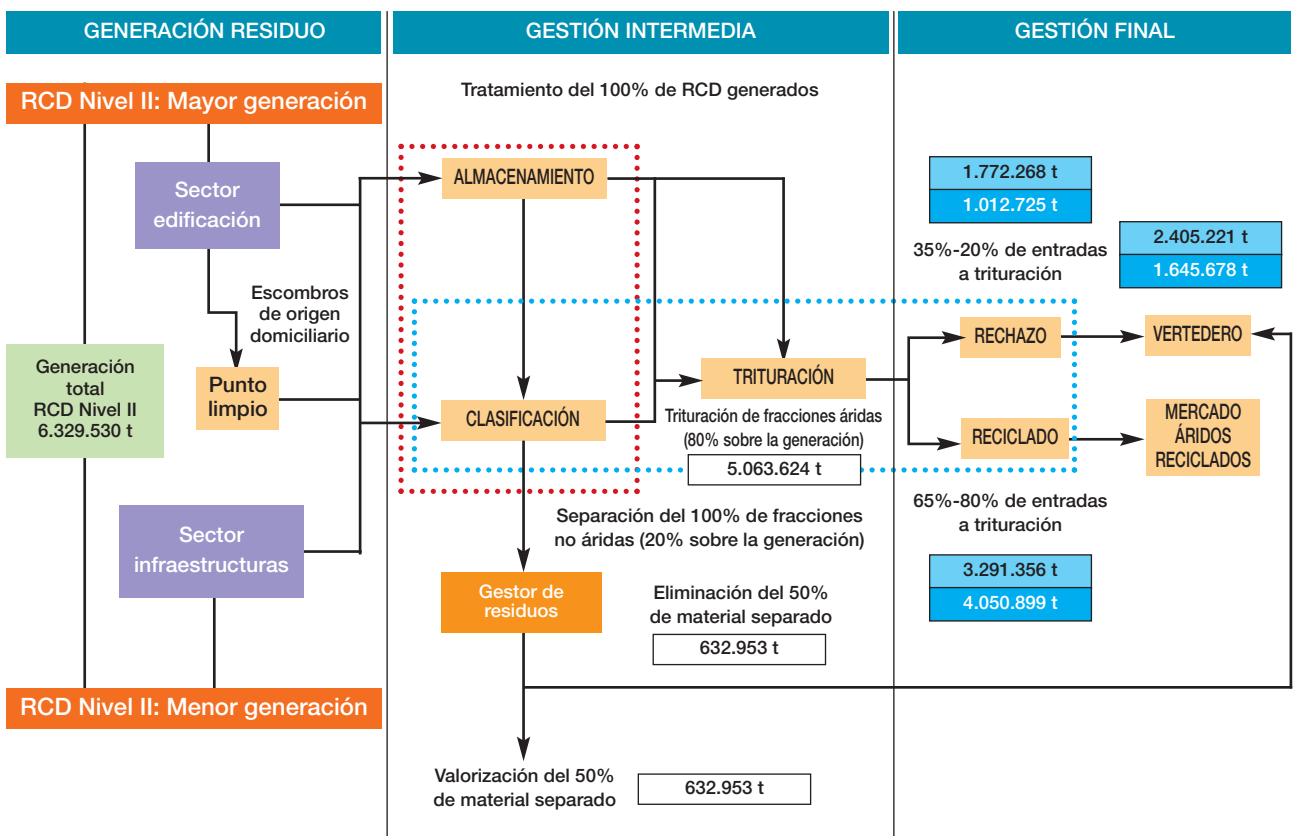 GENERACIÓN RESIDUO
GESTIÓN INTERMEDIA
GESTIÓN FINAL
RCD Nivel II: Mayor generación
Sector
edificación
Escombros
de origen
domiciliario
Generación
total
RCD Nivel II
6.329.530 t
Punto
limpio
Sector
infraestructuras
RCD Nivel II: Menor generación
Tratamiento del 100% de RCD generados
ALMACENAMIENTO
CLASIFICACIÓN
TRITURACIÓN
Trituración de fracciones áridas
(80% sobre la generación)
5.063.624 t
Separación del 100% de fracciones
no áridas (20% sobre la generación)
Gestor de
residuos
Eliminación del 50%
de material separado
632.953 t
Valorización del 50%
de material separado
632.953 t
1.772.268 t
1.012.725 t
35%-20% de entradas
a trituración
2.405.221 t
1.645.678 t
RECHAZO
VERTEDERO
RECICLADO
MERCADO
ÁRIDOS
RECICLADOS
65%-80% de entradas
a trituración
3.291.356 t
4.050.899 t